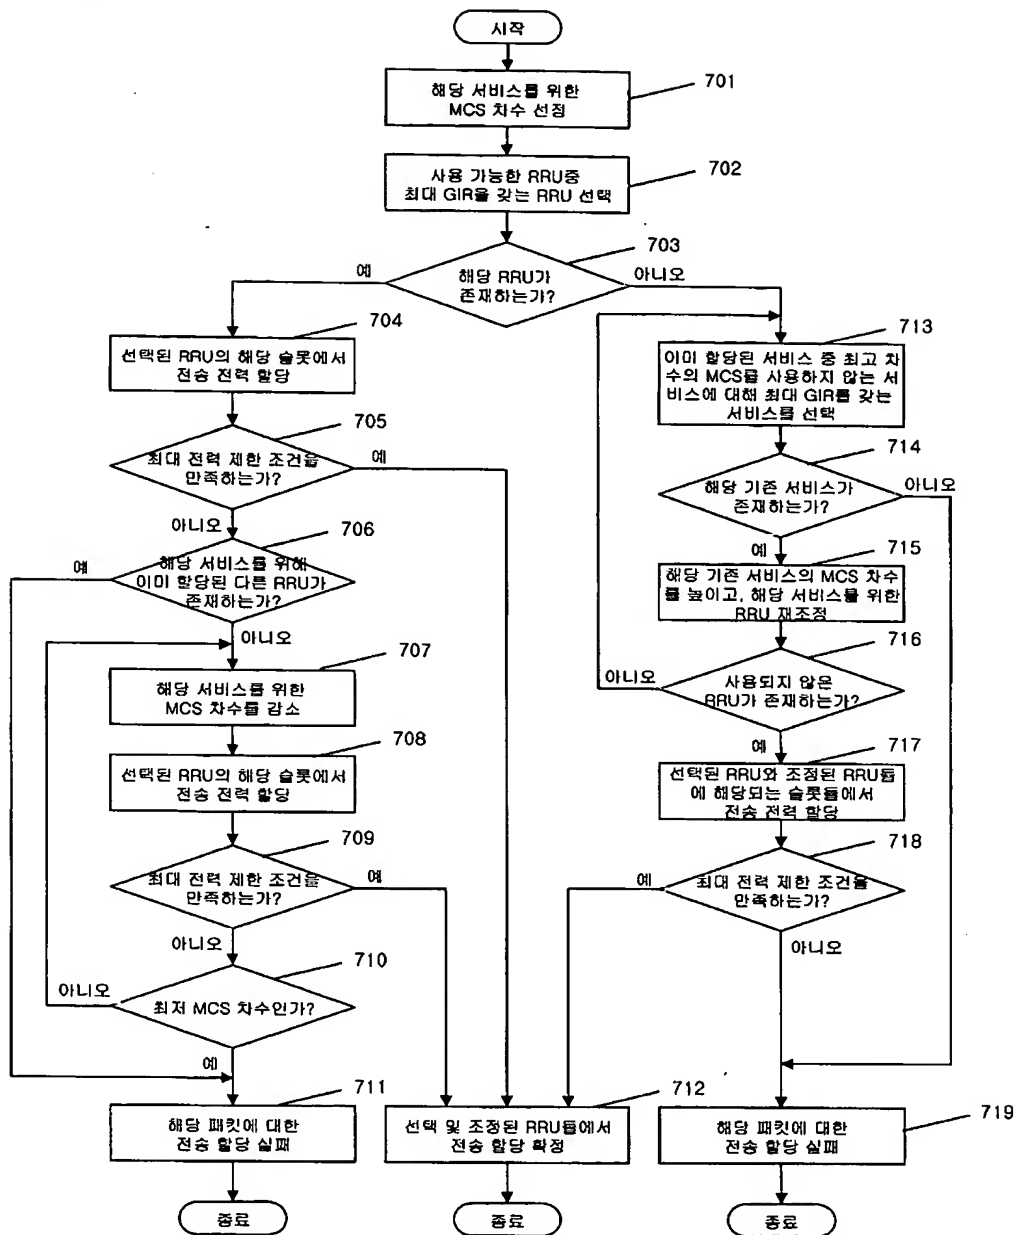 시작
701
해당 서비스를 위한
MCS 차수 선정
702
사용 가능한 RRU중
최대 GIR을 갖는 RRU 선택
703
예
아니오
해당 RRU가
존재하는가?
704
선택된 RRU의 해당 슬롯에서
전송 전력 할당
705
예
최대 전력 제한 조건을
만족하는가?
아니오
706
예
해당 서비스를 위해
이미 할당된 다른 RRU가
존재하는가?
아니오
707
해당 서비스를 위한
MCS 차수를 감소
708
선택된 RRU의 해당 슬롯에서
전송 전력 할당
709
예
최대 전력 제한 조건을
만족하는가?
아니오
710
아니오
최저 MCS 차수인가?
예
711
해당 패킷에 대한
전송 할당 실패
종료
712
선택 및 조정된 RRU들에서
전송 할당 확정
종료
713
이미 할당된 서비스 중 최고 차
수의 MCS를 사용하지 않는 서
비스에 대해 최대 GIR를 갖는
서비스를 선택
714
아니오
해당 기존 서비스가
존재하는가?
예
715
해당 기존 서비스의 MCS 차수
를 높이고, 해당 서비스를 위한
RRU 재조정
716
아니오
사용되지 않은
RRU가 존재하는가?
예
717
선택된 RRU와 조정된 RRU들
에 해당되는 슬롯들에서
전송 전력 할당
718
예
최대 전력 제한 조건을
만족하는가?
아니오
719
해당 패킷에 대한
전송 할당 실패
종료